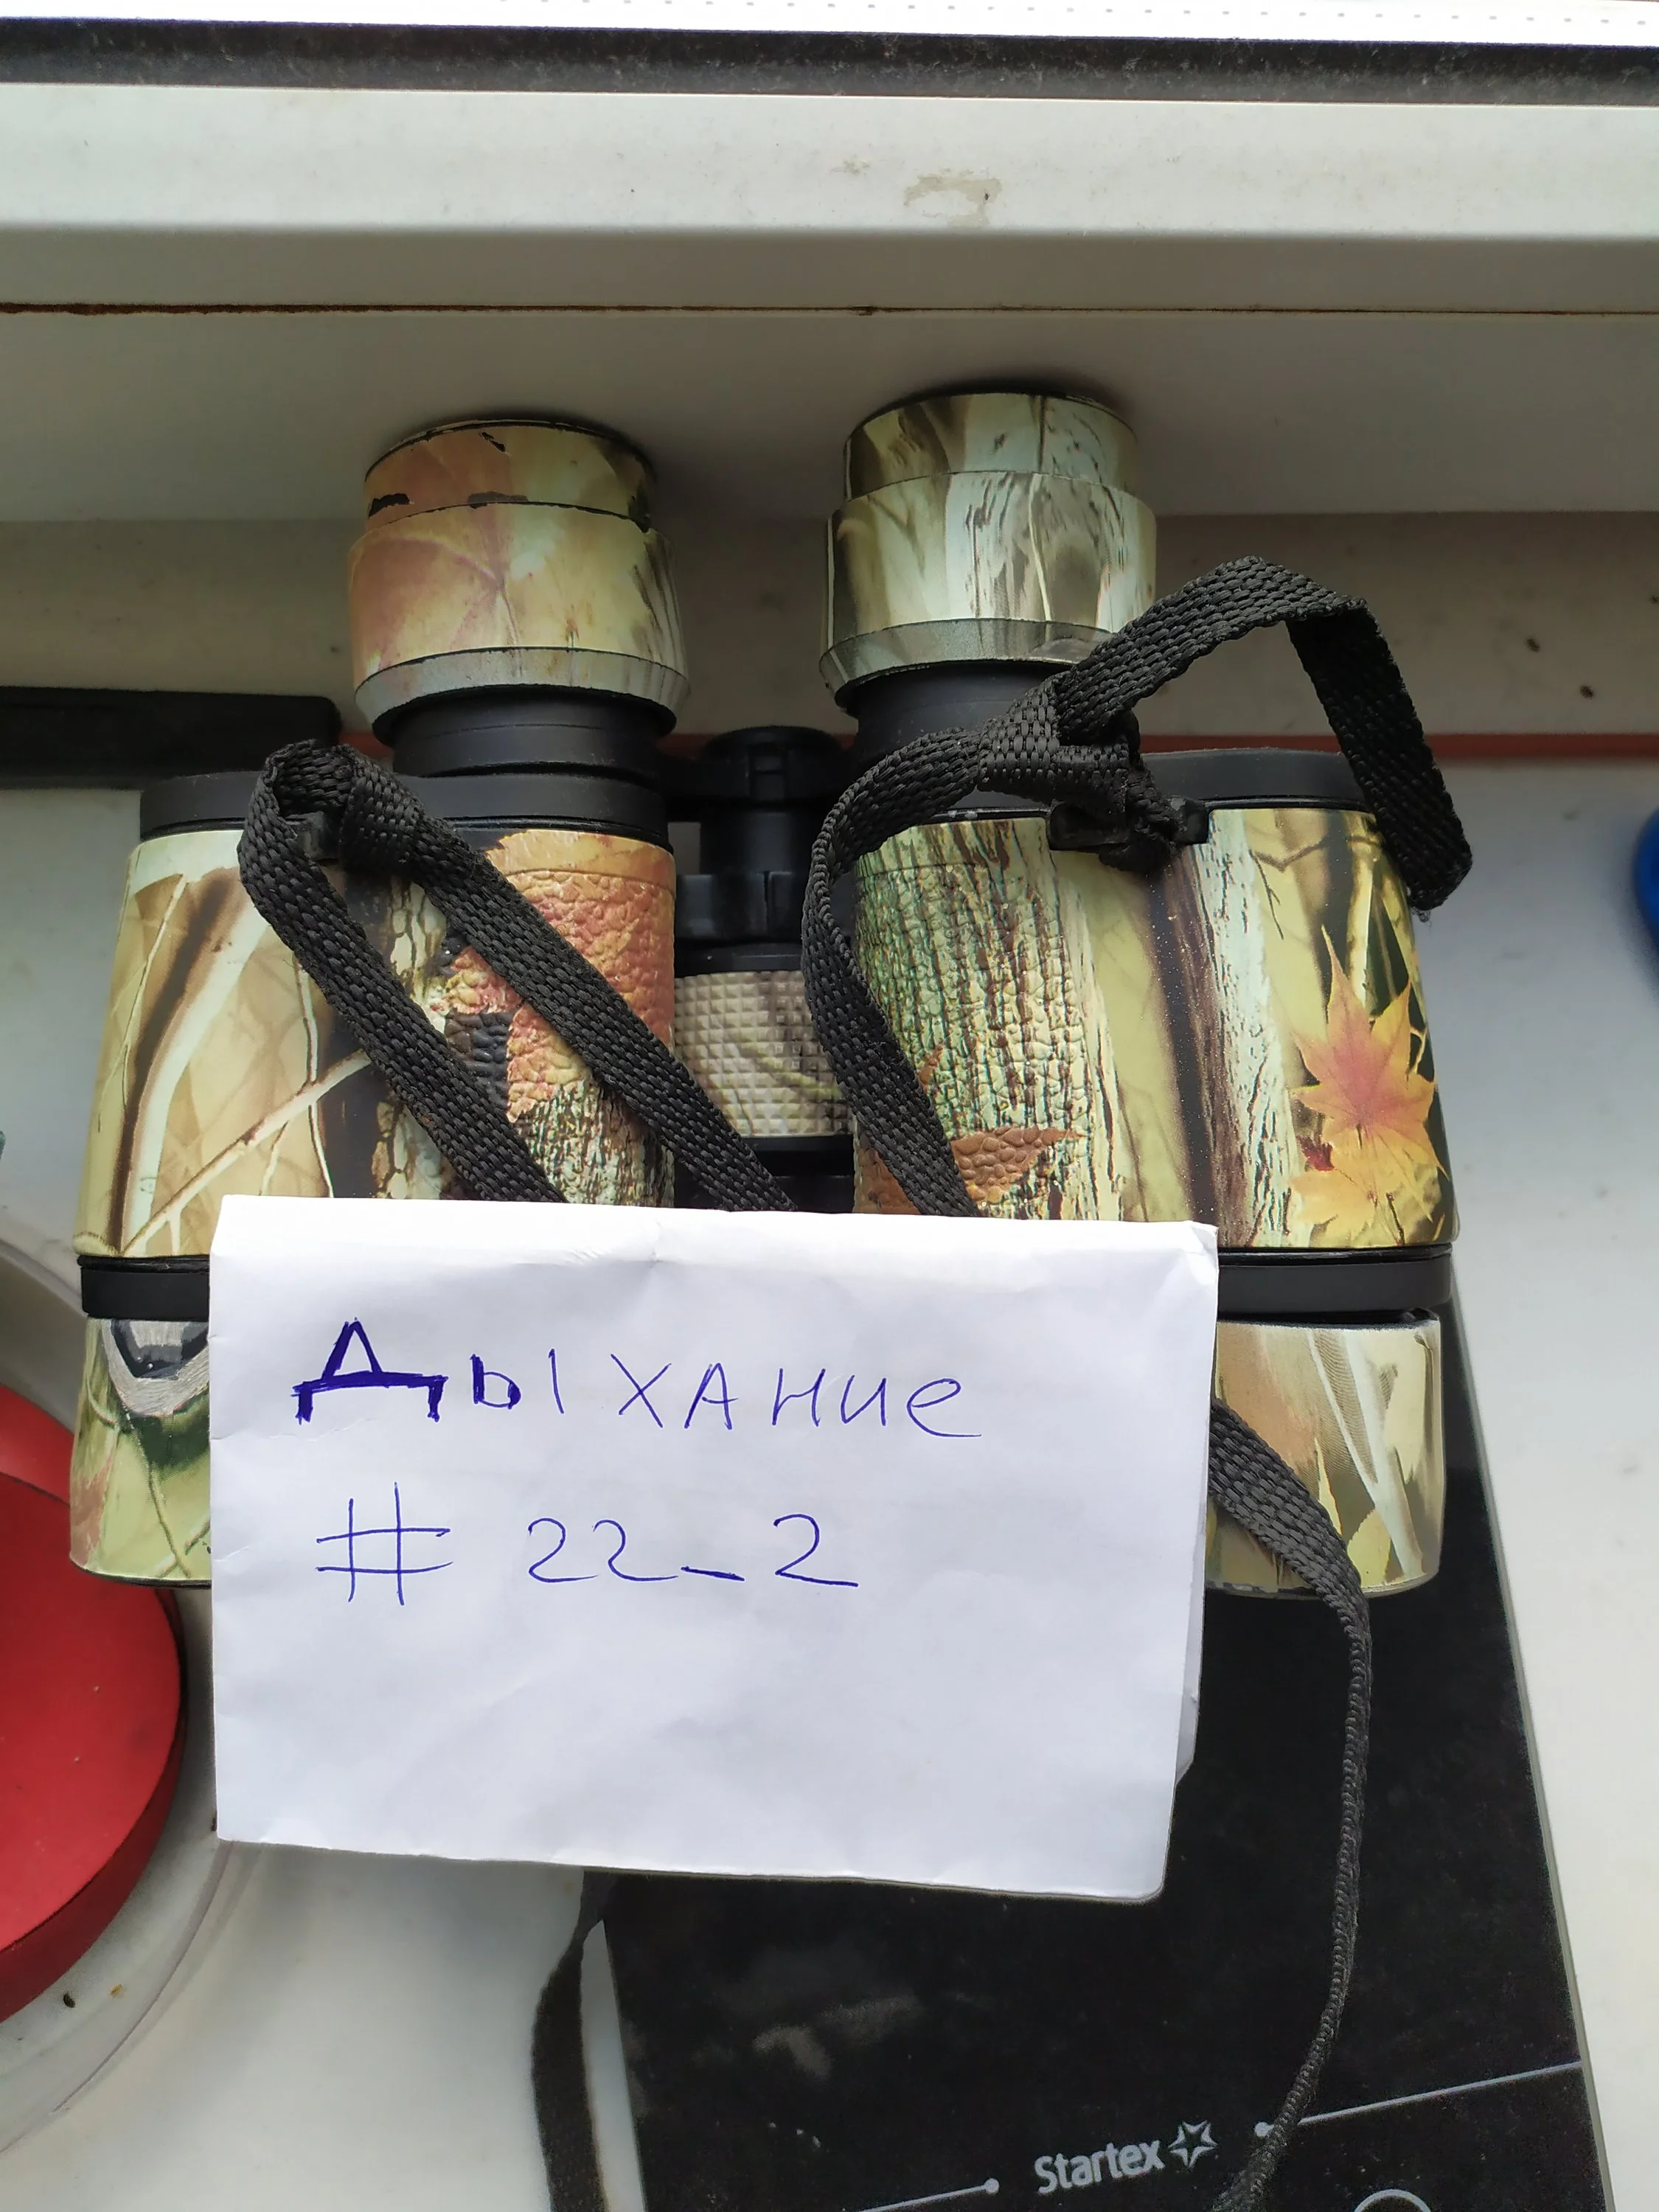 Дыхание
# 22_2
Startex